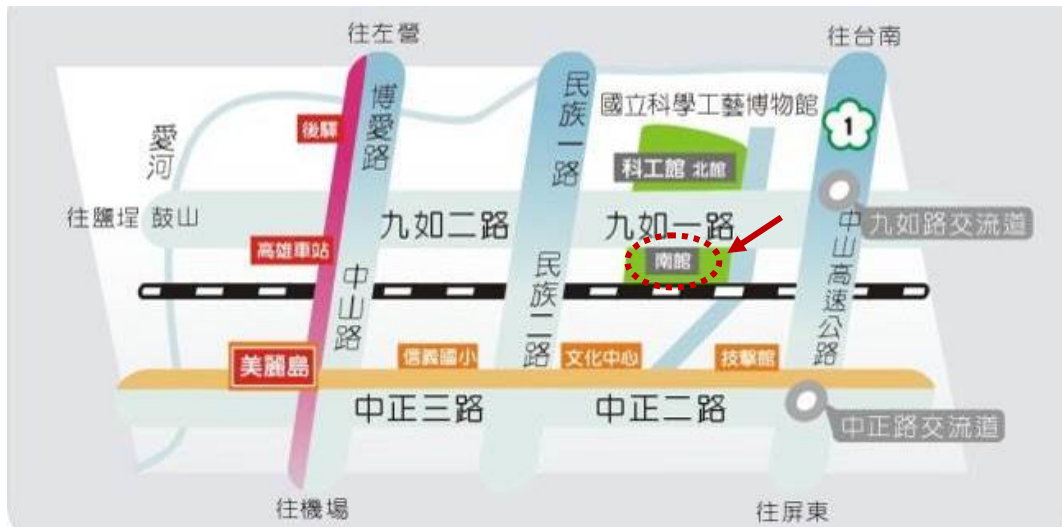 往左營
往台南
民族一路
博愛路
國立科學工藝博物館
1
後驛
愛河
科工館 北館
往鹽埕 鼓山
九如二路
九如一路
九如路交流道
中山高速公路
高雄車站
南館
中山路
民族二路
美麗島
信義國小
文化中心
技擊館
中正三路
中正二路
中正路交流道
往機場
往屏東